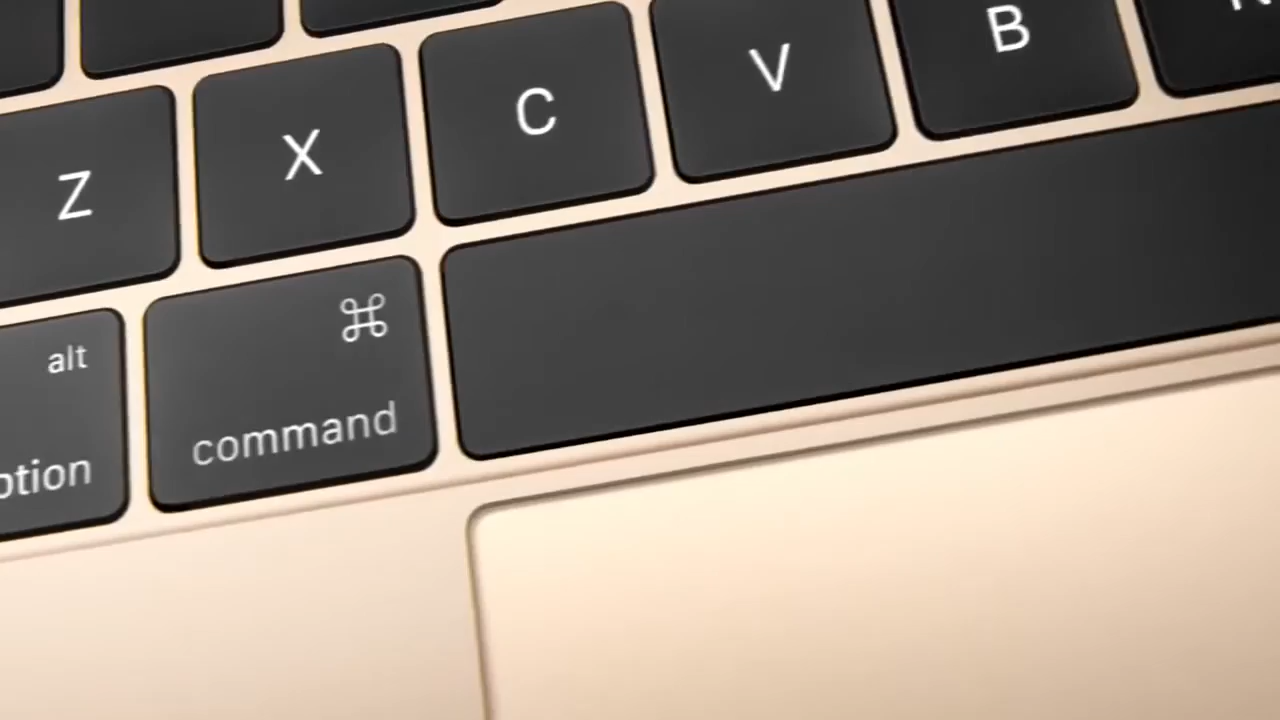 Z X C V B
alt ⌘
command